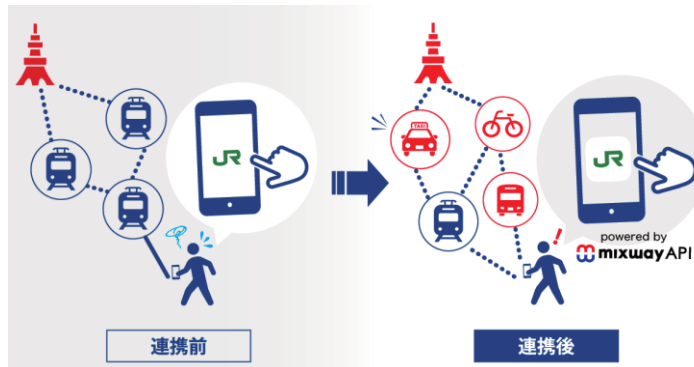 JR
連携前
TAXI
JR
powered by
mixway API
連携後